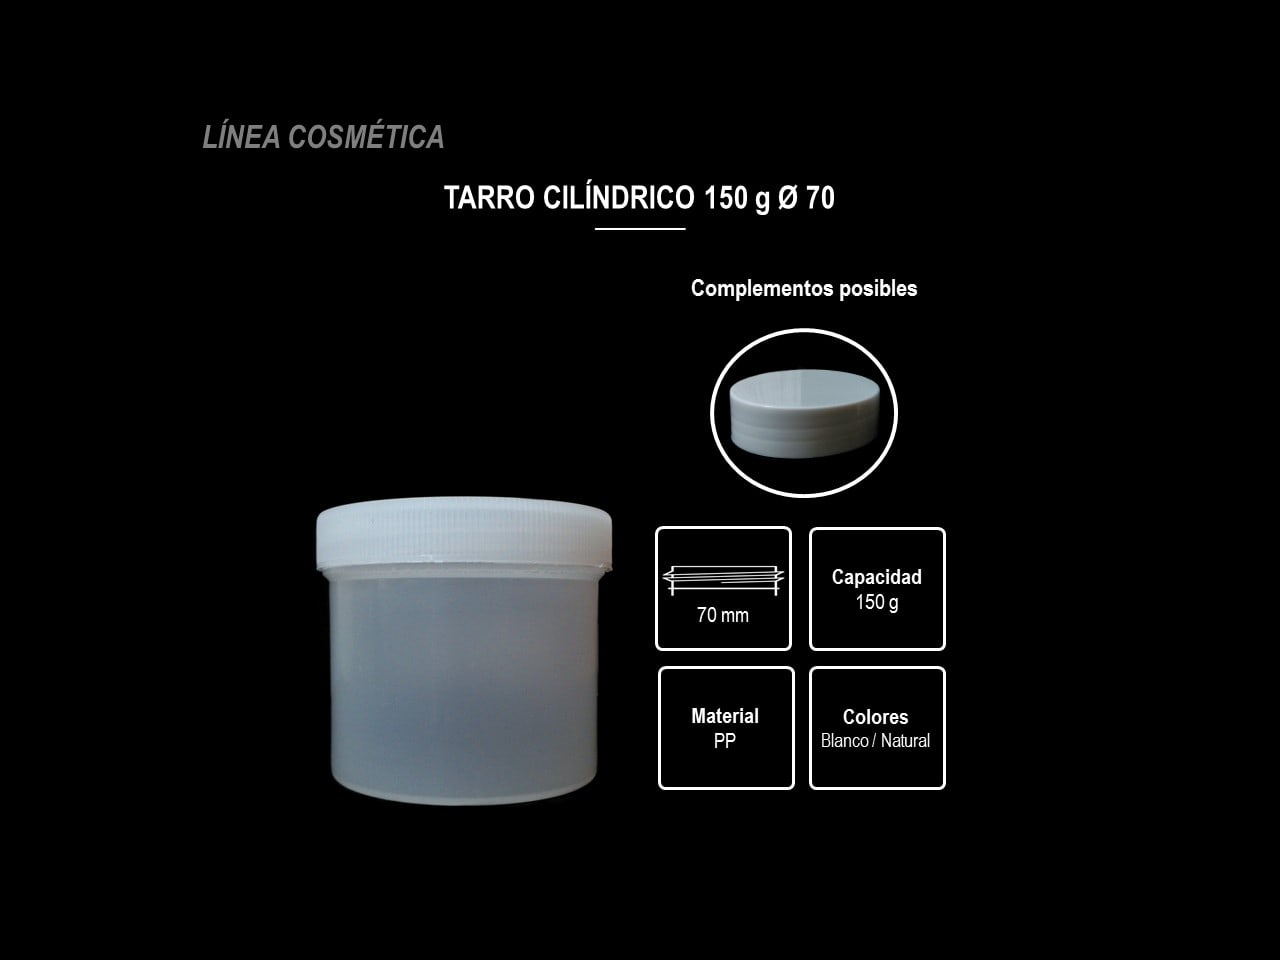 LÍNEA COSMÉTICA
TARRO CILÍNDRICO 150 g Ø 70
Complementos posibles
70 mm
Capacidad
150 g
Material
PP
Colores
Blanco / Natural